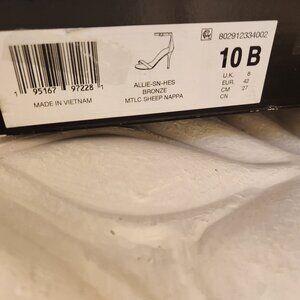 802912334002
10 B
U.K. 8
EUR. 42
CM 27
CN
1 95167 97228 1
MADE IN VIETNAM
ALLIE-SN-HES
BRONZE
MTLC SHEEP NAPPA